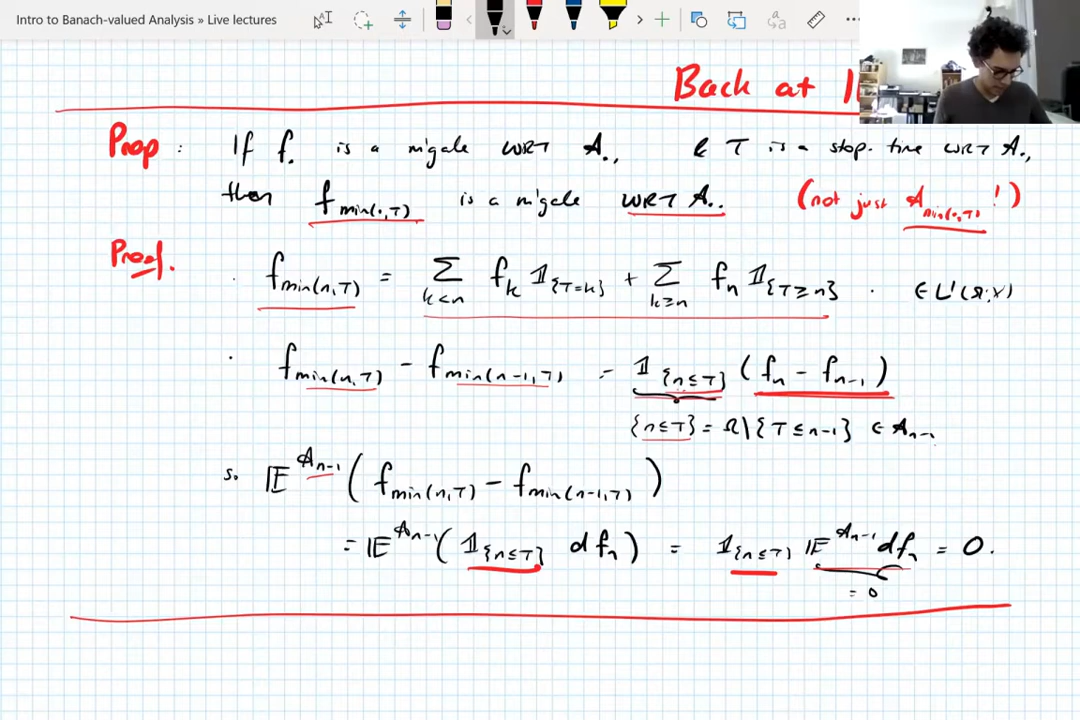 Intro to Banach-valued Analysis » Live lectures
Back at
Prop : If f. is a m'gale WRT A., & T is a stop. time WRT A.,
then f_min(·,T) is a m'gale WRT A.. (not just A_min(·,T)!)
Proof. · f_min(n,T) = Σ_{k<n} f_k 𝟙_{T=k} + Σ_{k≥n} f_n 𝟙_{T≥n} . ∈ L¹(Ω;X)
· f_min(n,T) - f_min(n-1,T) = 𝟙_{n≤T} (f_n - f_{n-1})
{n≤T} = Ω\{T≤n-1} ∈ A_{n-1}
so 𝔼^{A_{n-1}} ( f_min(n,T) - f_min(n-1,T) )
= 𝔼^{A_{n-1}} ( 𝟙_{n≤T} df_n ) = 𝟙_{n≤T} 𝔼^{A_{n-1}} df_n = 0.
= 0